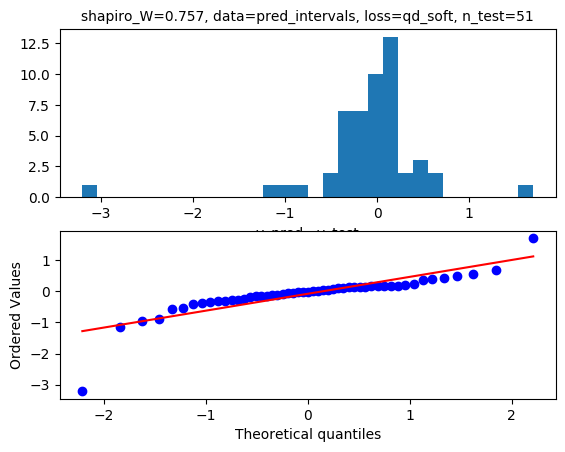 shapiro_W=0.757, data=pred_intervals, loss=qd_soft, n_test=51
12.5
10.0
7.5
5.0
2.5
0.0
−3 −2 −1 0 1
1
0
−1
−2
−3
Ordered Values
−2 −1 0 1 2
Theoretical quantiles